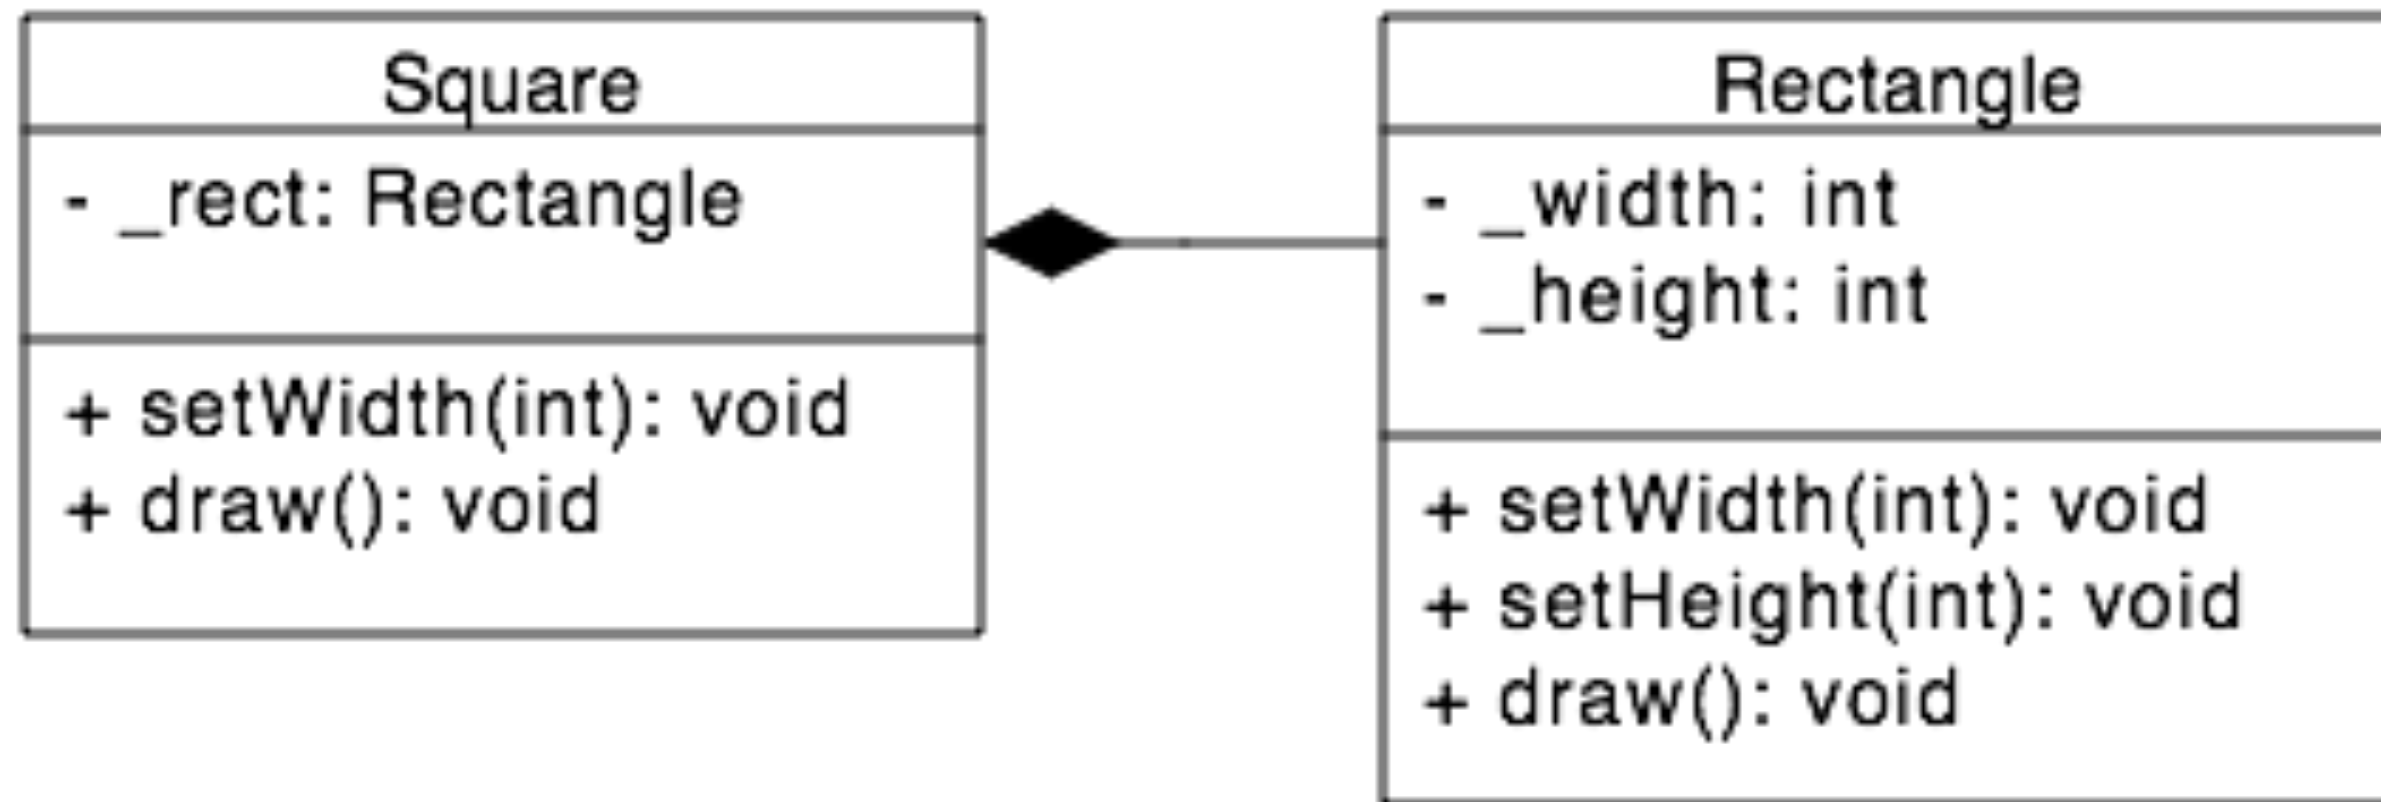 Square
- _rect: Rectangle
+ setWidth(int): void
+ draw(): void
Rectangle
- _width: int
- _height: int
+ setWidth(int): void
+ setHeight(int): void
+ draw(): void